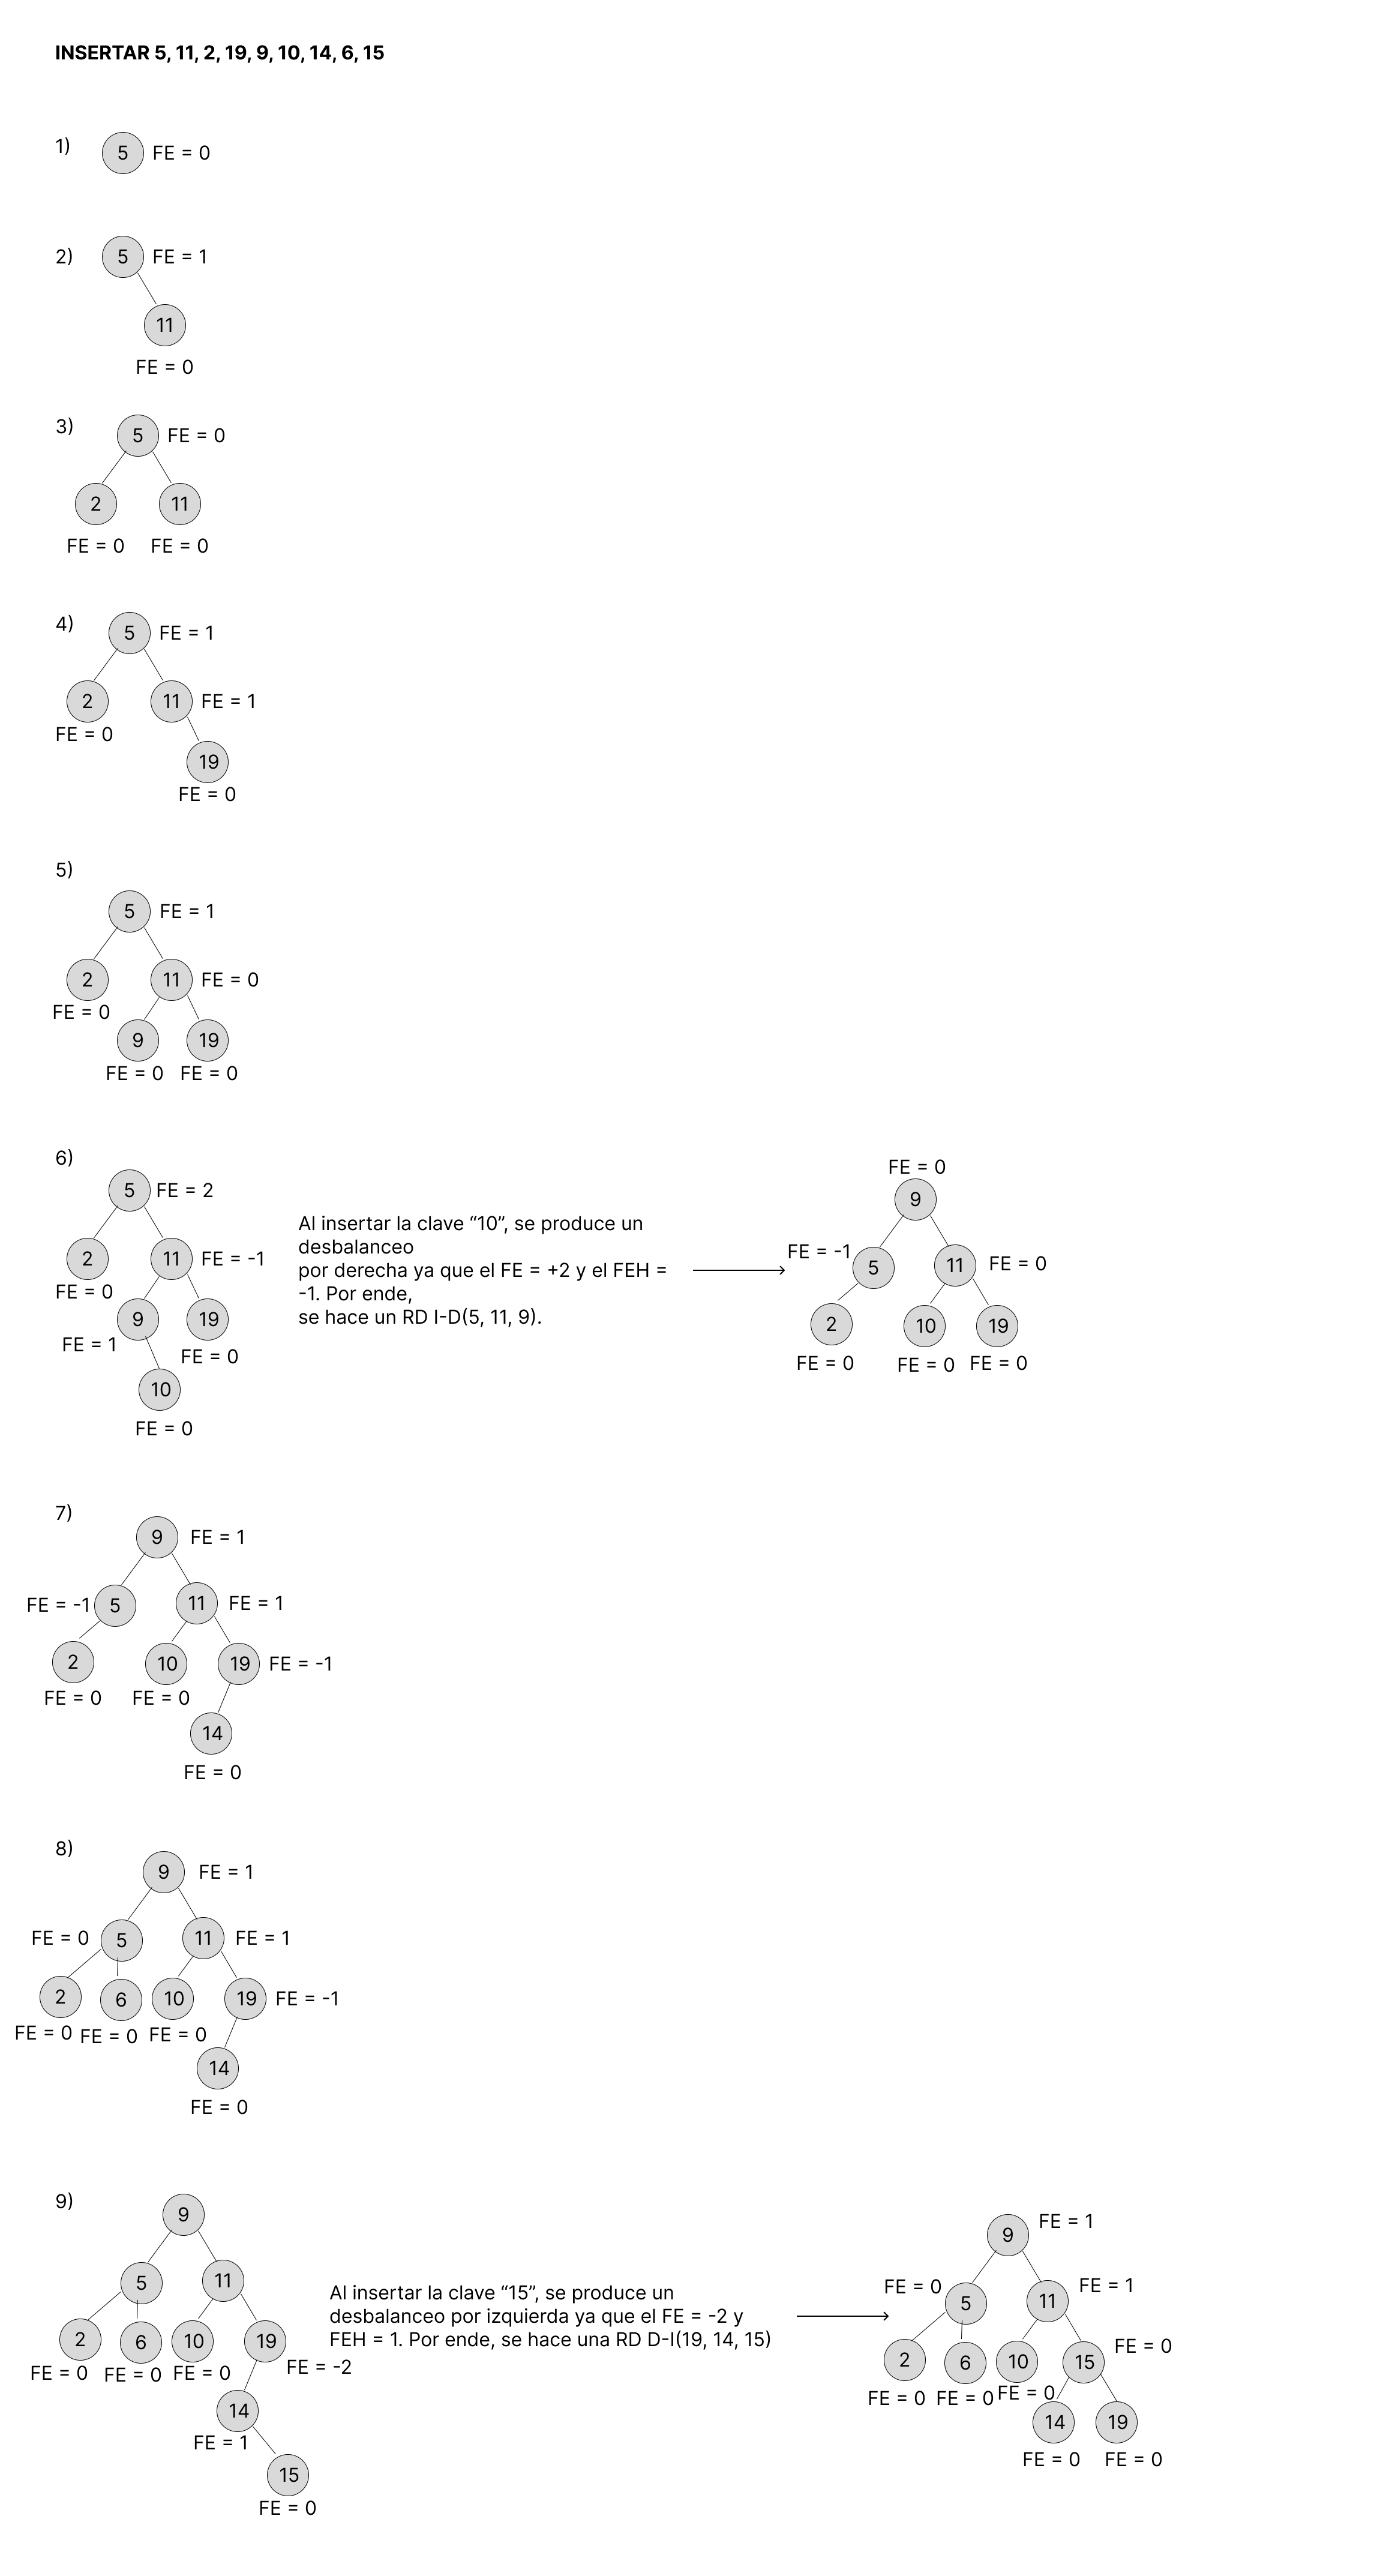 INSERTAR 5, 11, 2, 19, 9, 10, 14, 6, 15
1)
5 FE = 0
2)
5 FE = 1
11
FE = 0
3)
5 FE = 0
2 11
FE = 0 FE = 0
4)
5 FE = 1
2 11 FE = 1
FE = 0
19
FE = 0
5)
5 FE = 1
2 11 FE = 0
FE = 0
9 19
FE = 0 FE = 0
6)
5 FE = 2
2 11 FE = -1
FE = 0
9 19
FE = 1
FE = 0
10
FE = 0
Al insertar la clave “10”, se produce un
desbalanceo
por derecha ya que el FE = +2 y el FEH =
-1. Por ende,
se hace un RD I-D(5, 11, 9).
FE = 0
9
FE = -1 5 11 FE = 0
2 10 19
FE = 0 FE = 0 FE = 0
7)
9 FE = 1
FE = -1 5 11 FE = 1
2 10 19 FE = -1
FE = 0 FE = 0
14
FE = 0
8)
9 FE = 1
FE = 0 5 11 FE = 1
2 6 10 19 FE = -1
FE = 0 FE = 0 FE = 0
14
FE = 0
9)
9
5 11
2 6 10 19
FE = 0 FE = 0 FE = 0 FE = -2
14
FE = 1
15
FE = 0
Al insertar la clave “15”, se produce un
desbalanceo por izquierda ya que el FE = -2 y
FEH = 1. Por ende, se hace una RD D-I(19, 14, 15)
9 FE = 1
FE = 0 5 11 FE = 1
2 6 10 15 FE = 0
FE = 0 FE = 0 FE = 0
14 19
FE = 0 FE = 0